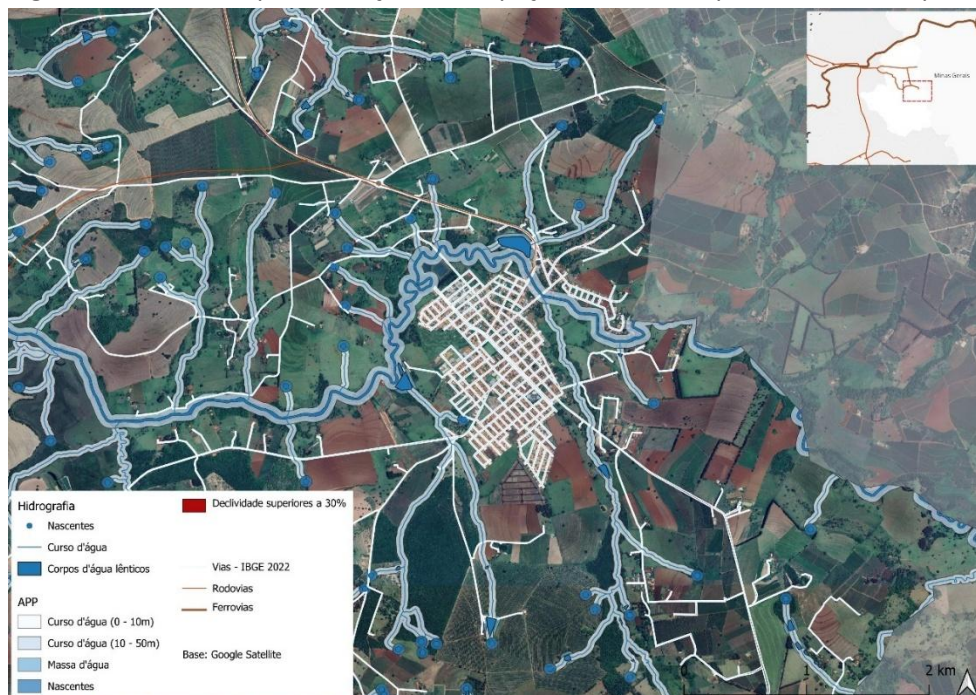 Minas Gerais
Hidrografia
Nascentes
Curso d'água
Corpos d'água lênticos
APP
Curso d'água (0 - 10m)
Curso d'água (10 - 50m)
Massa d'água
Nascentes
Declividade superiores a 30%
Vias - IBGE 2022
Rodovias
Ferrovias
Base: Google Satellite
2 km